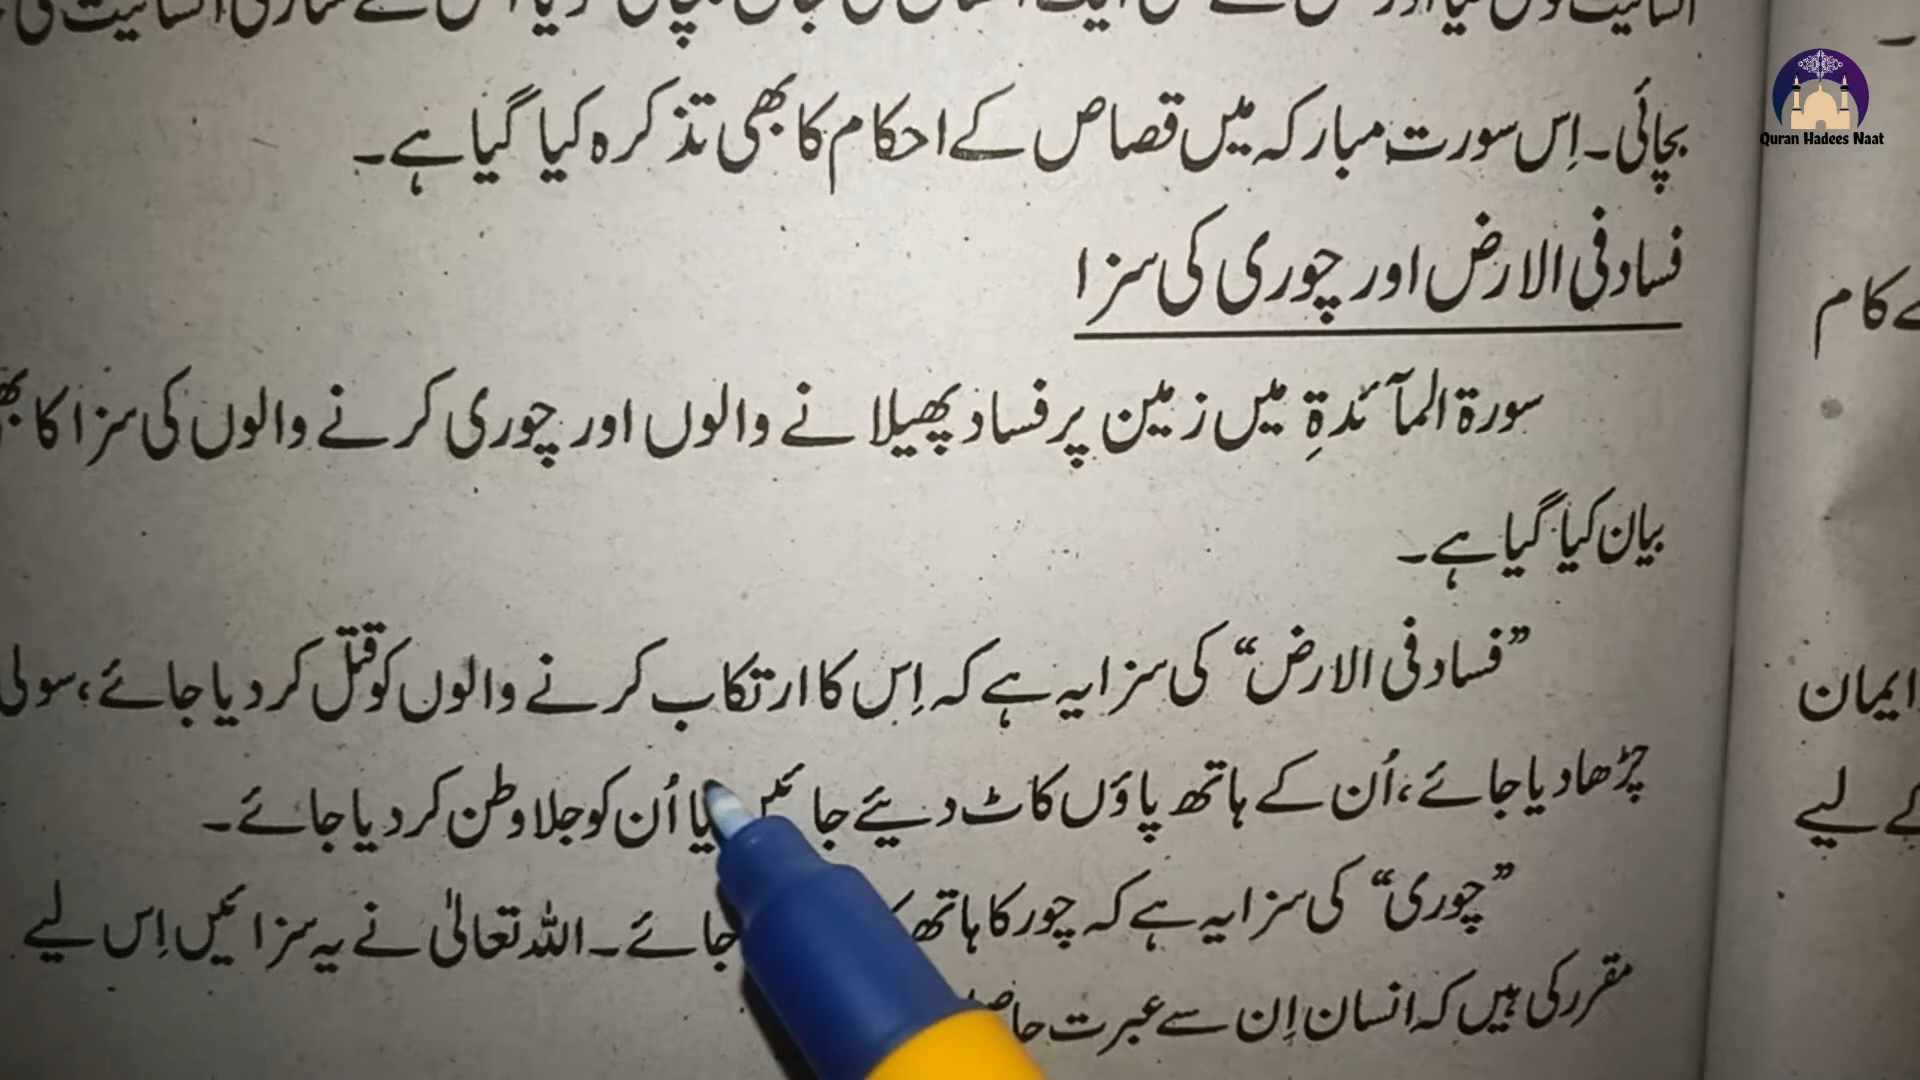 بچائی۔ اِس سورت مبارکہ میں قصاص کے احکام کا بھی تذکرہ کیا گیا ہے۔
فساد فی الارض اور چوری کی سزا
سورۃ المآئدۃِ میں زمین پر فساد پھیلانے والوں اور چوری کرنے والوں کی سزا کا
بیان کیا گیا ہے۔
”فساد فی الارض“ کی سزا یہ ہے کہ اِس کا ارتکاب کرنے والوں کو قتل کر دیا جائے، سولی
چڑھا دیا جائے، اُن کے ہاتھ پاؤں کاٹ دیئے جائیں یا اُن کو جلا وطن کر دیا جائے۔
”چوری“ کی سزا یہ ہے کہ چور کا ہاتھ جائے۔ اللہ تعالیٰ نے یہ سزائیں اِس لیے
مقرر کی ہیں کہ انسان اِن سے عبرت
کام
ایمان
کے لیے
Quran Hadees Naat